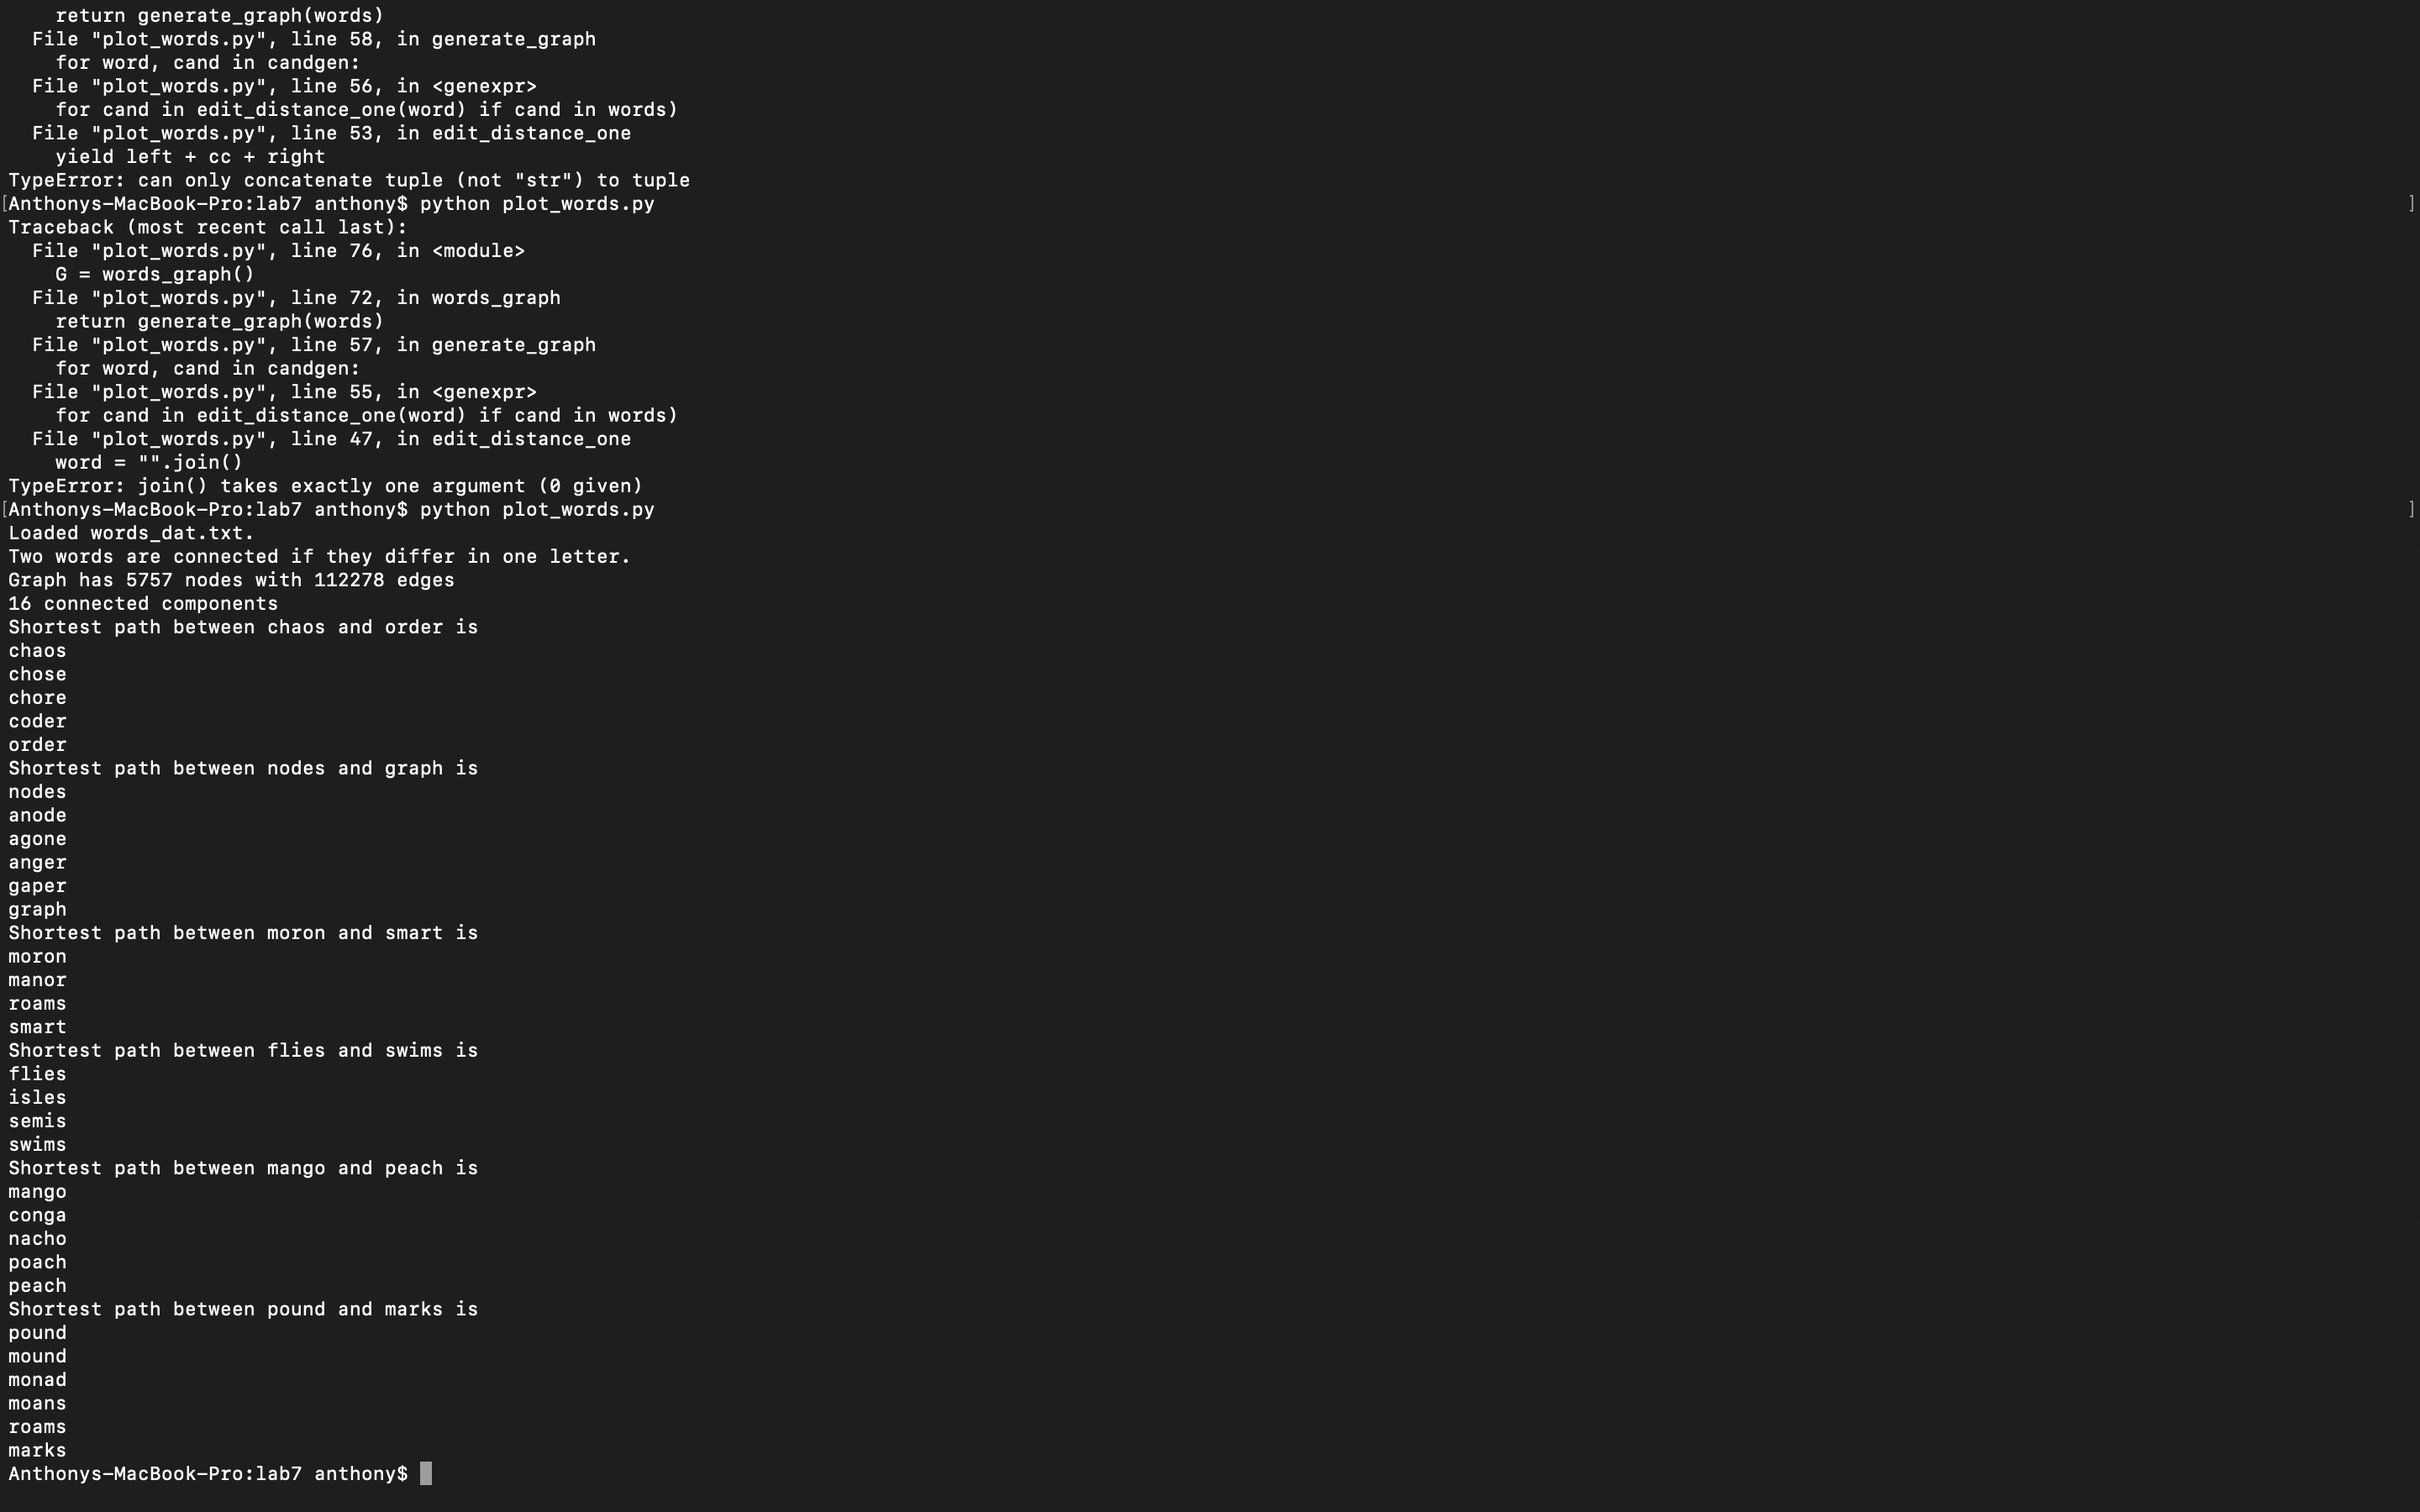 return generate_graph(words)
  File "plot_words.py", line 58, in generate_graph
    for word, cand in candgen:
  File "plot_words.py", line 56, in <genexpr>
    for cand in edit_distance_one(word) if cand in words)
  File "plot_words.py", line 53, in edit_distance_one
    yield left + cc + right
TypeError: can only concatenate tuple (not "str") to tuple
[Anthonys-MacBook-Pro:lab7 anthony$ python plot_words.py ]
Traceback (most recent call last):
  File "plot_words.py", line 76, in <module>
    G = words_graph()
  File "plot_words.py", line 72, in words_graph
    return generate_graph(words)
  File "plot_words.py", line 57, in generate_graph
    for word, cand in candgen:
  File "plot_words.py", line 55, in <genexpr>
    for cand in edit_distance_one(word) if cand in words)
  File "plot_words.py", line 47, in edit_distance_one
    word = "".join()
TypeError: join() takes exactly one argument (0 given)
[Anthonys-MacBook-Pro:lab7 anthony$ python plot_words.py ]
Loaded words_dat.txt.
Two words are connected if they differ in one letter.
Graph has 5757 nodes with 112278 edges
16 connected components
Shortest path between chaos and order is
chaos
chose
chore
coder
order
Shortest path between nodes and graph is
nodes
anode
agone
anger
gaper
graph
Shortest path between moron and smart is
moron
manor
roams
smart
Shortest path between flies and swims is
flies
isles
semis
swims
Shortest path between mango and peach is
mango
conga
nacho
poach
peach
Shortest path between pound and marks is
pound
mound
monad
moans
roams
marks
Anthonys-MacBook-Pro:lab7 anthony$